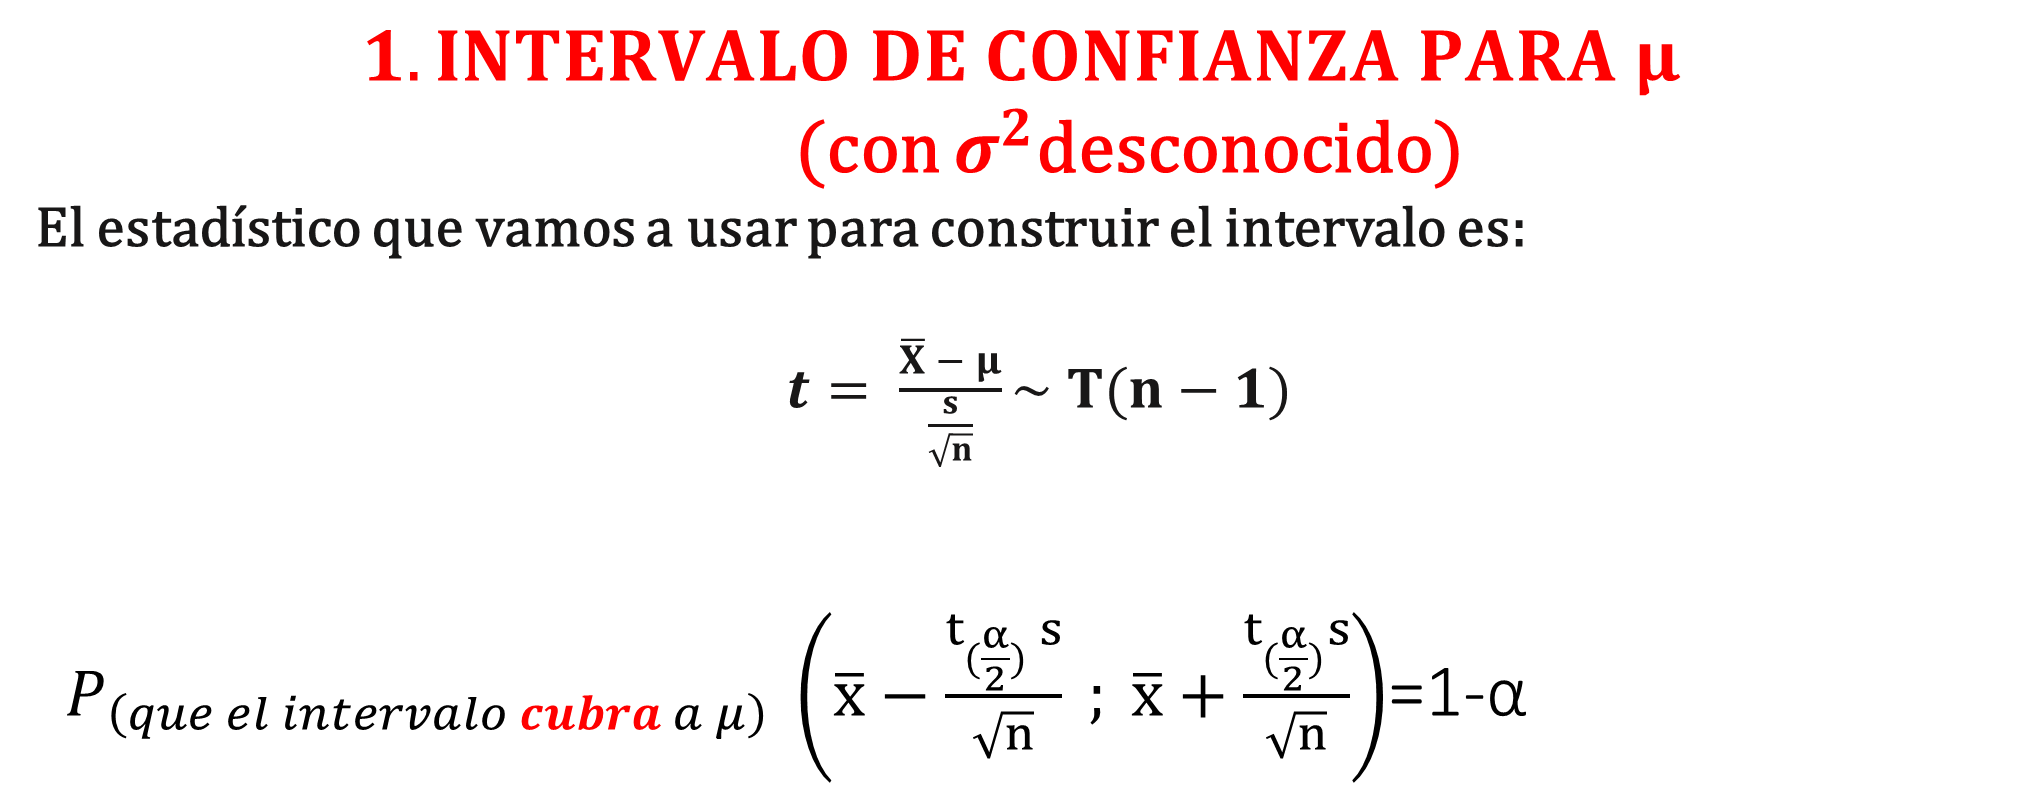 1. INTERVALO DE CONFIANZA PARA µ
(con σ² desconocido)
El estadístico que vamos a usar para construir el intervalo es:
t = (x̅ − µ)/(s/√n) ~ T(n − 1)
P(que el intervalo cubra a μ) (x̅ − t(α/2) s/√n ; x̅ + t(α/2) s/√n)=1-α